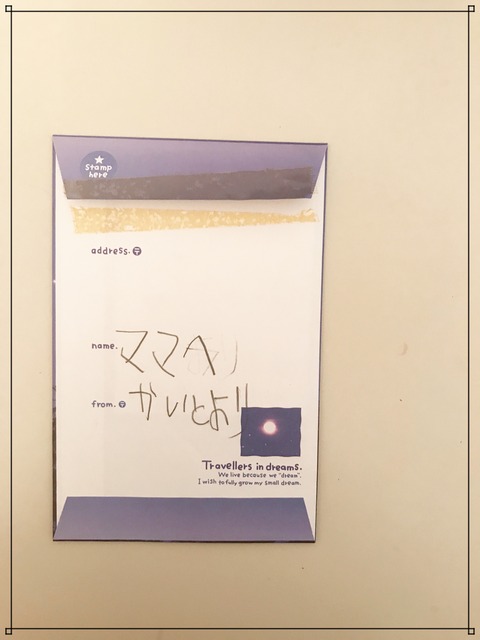 Stamp
here
address. 〒
name. ママへ
from. 〒 かいとより
Travellers in dreams.
We live because we "dream".
I wish to fully grow my small dream.